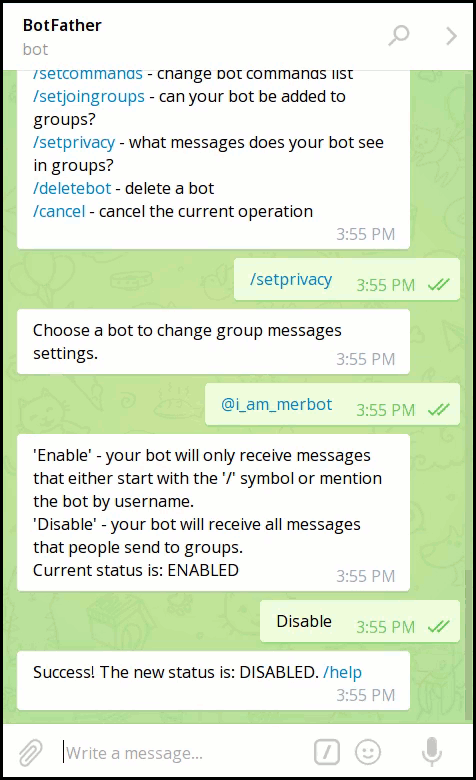 BotFather
bot
/setcommands - change bot commands list
/setjoingroups - can your bot be added to
groups?
/setprivacy - what messages does your bot see
in groups?
/deletebot - delete a bot
/cancel - cancel the current operation
3:55 PM
/setprivacy 3:55 PM
Choose a bot to change group messages
settings. 3:55 PM
@i_am_merbot 3:55 PM
'Enable' - your bot will only receive messages
that either start with the '/' symbol or mention
the bot by username.
'Disable' - your bot will receive all messages
that people send to groups.
Current status is: ENABLED 3:55 PM
Disable 3:55 PM
Success! The new status is: DISABLED. /help
3:55 PM
Write a message...